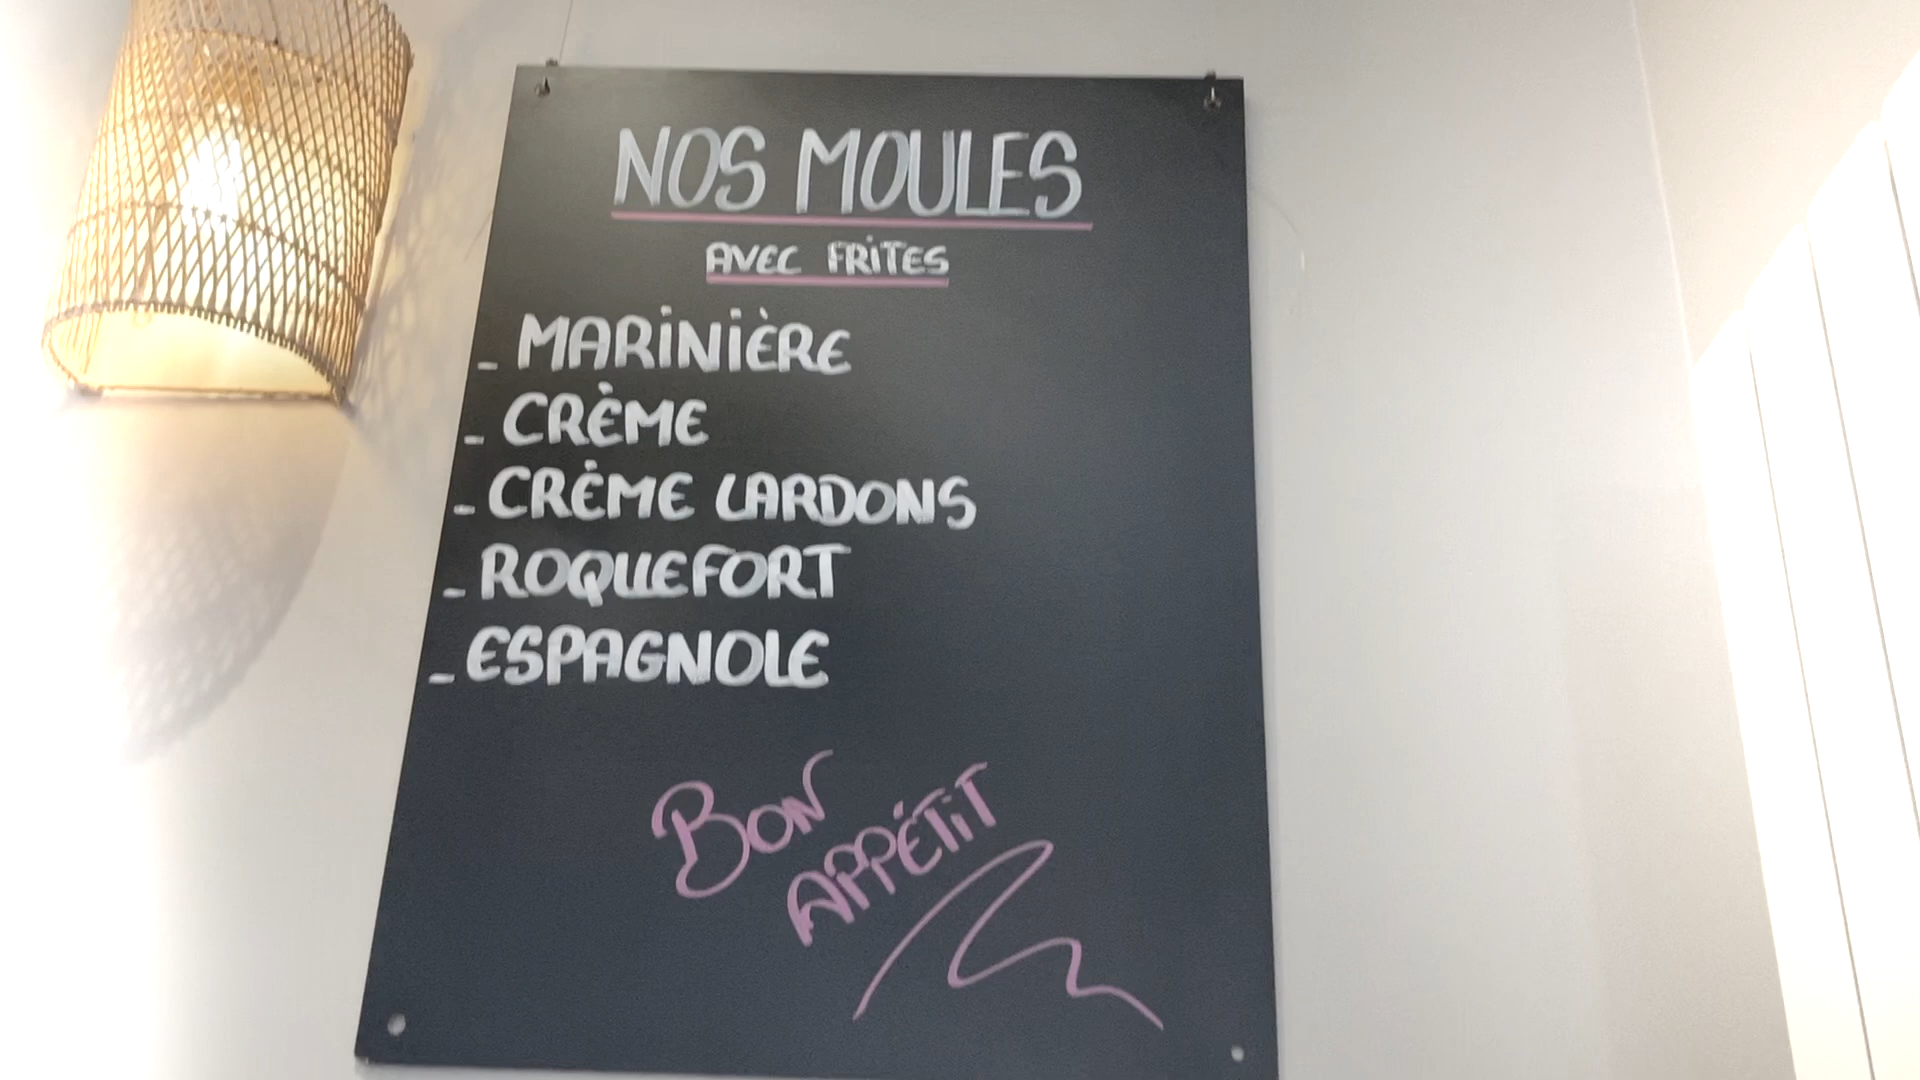 NOS MOULES
AVEC FRITES
- MARINIÈRE
- CRÈME
- CRÈME LARDONS
- ROQUEFORT
- ESPAGNOLE
BON
APPÉTIT